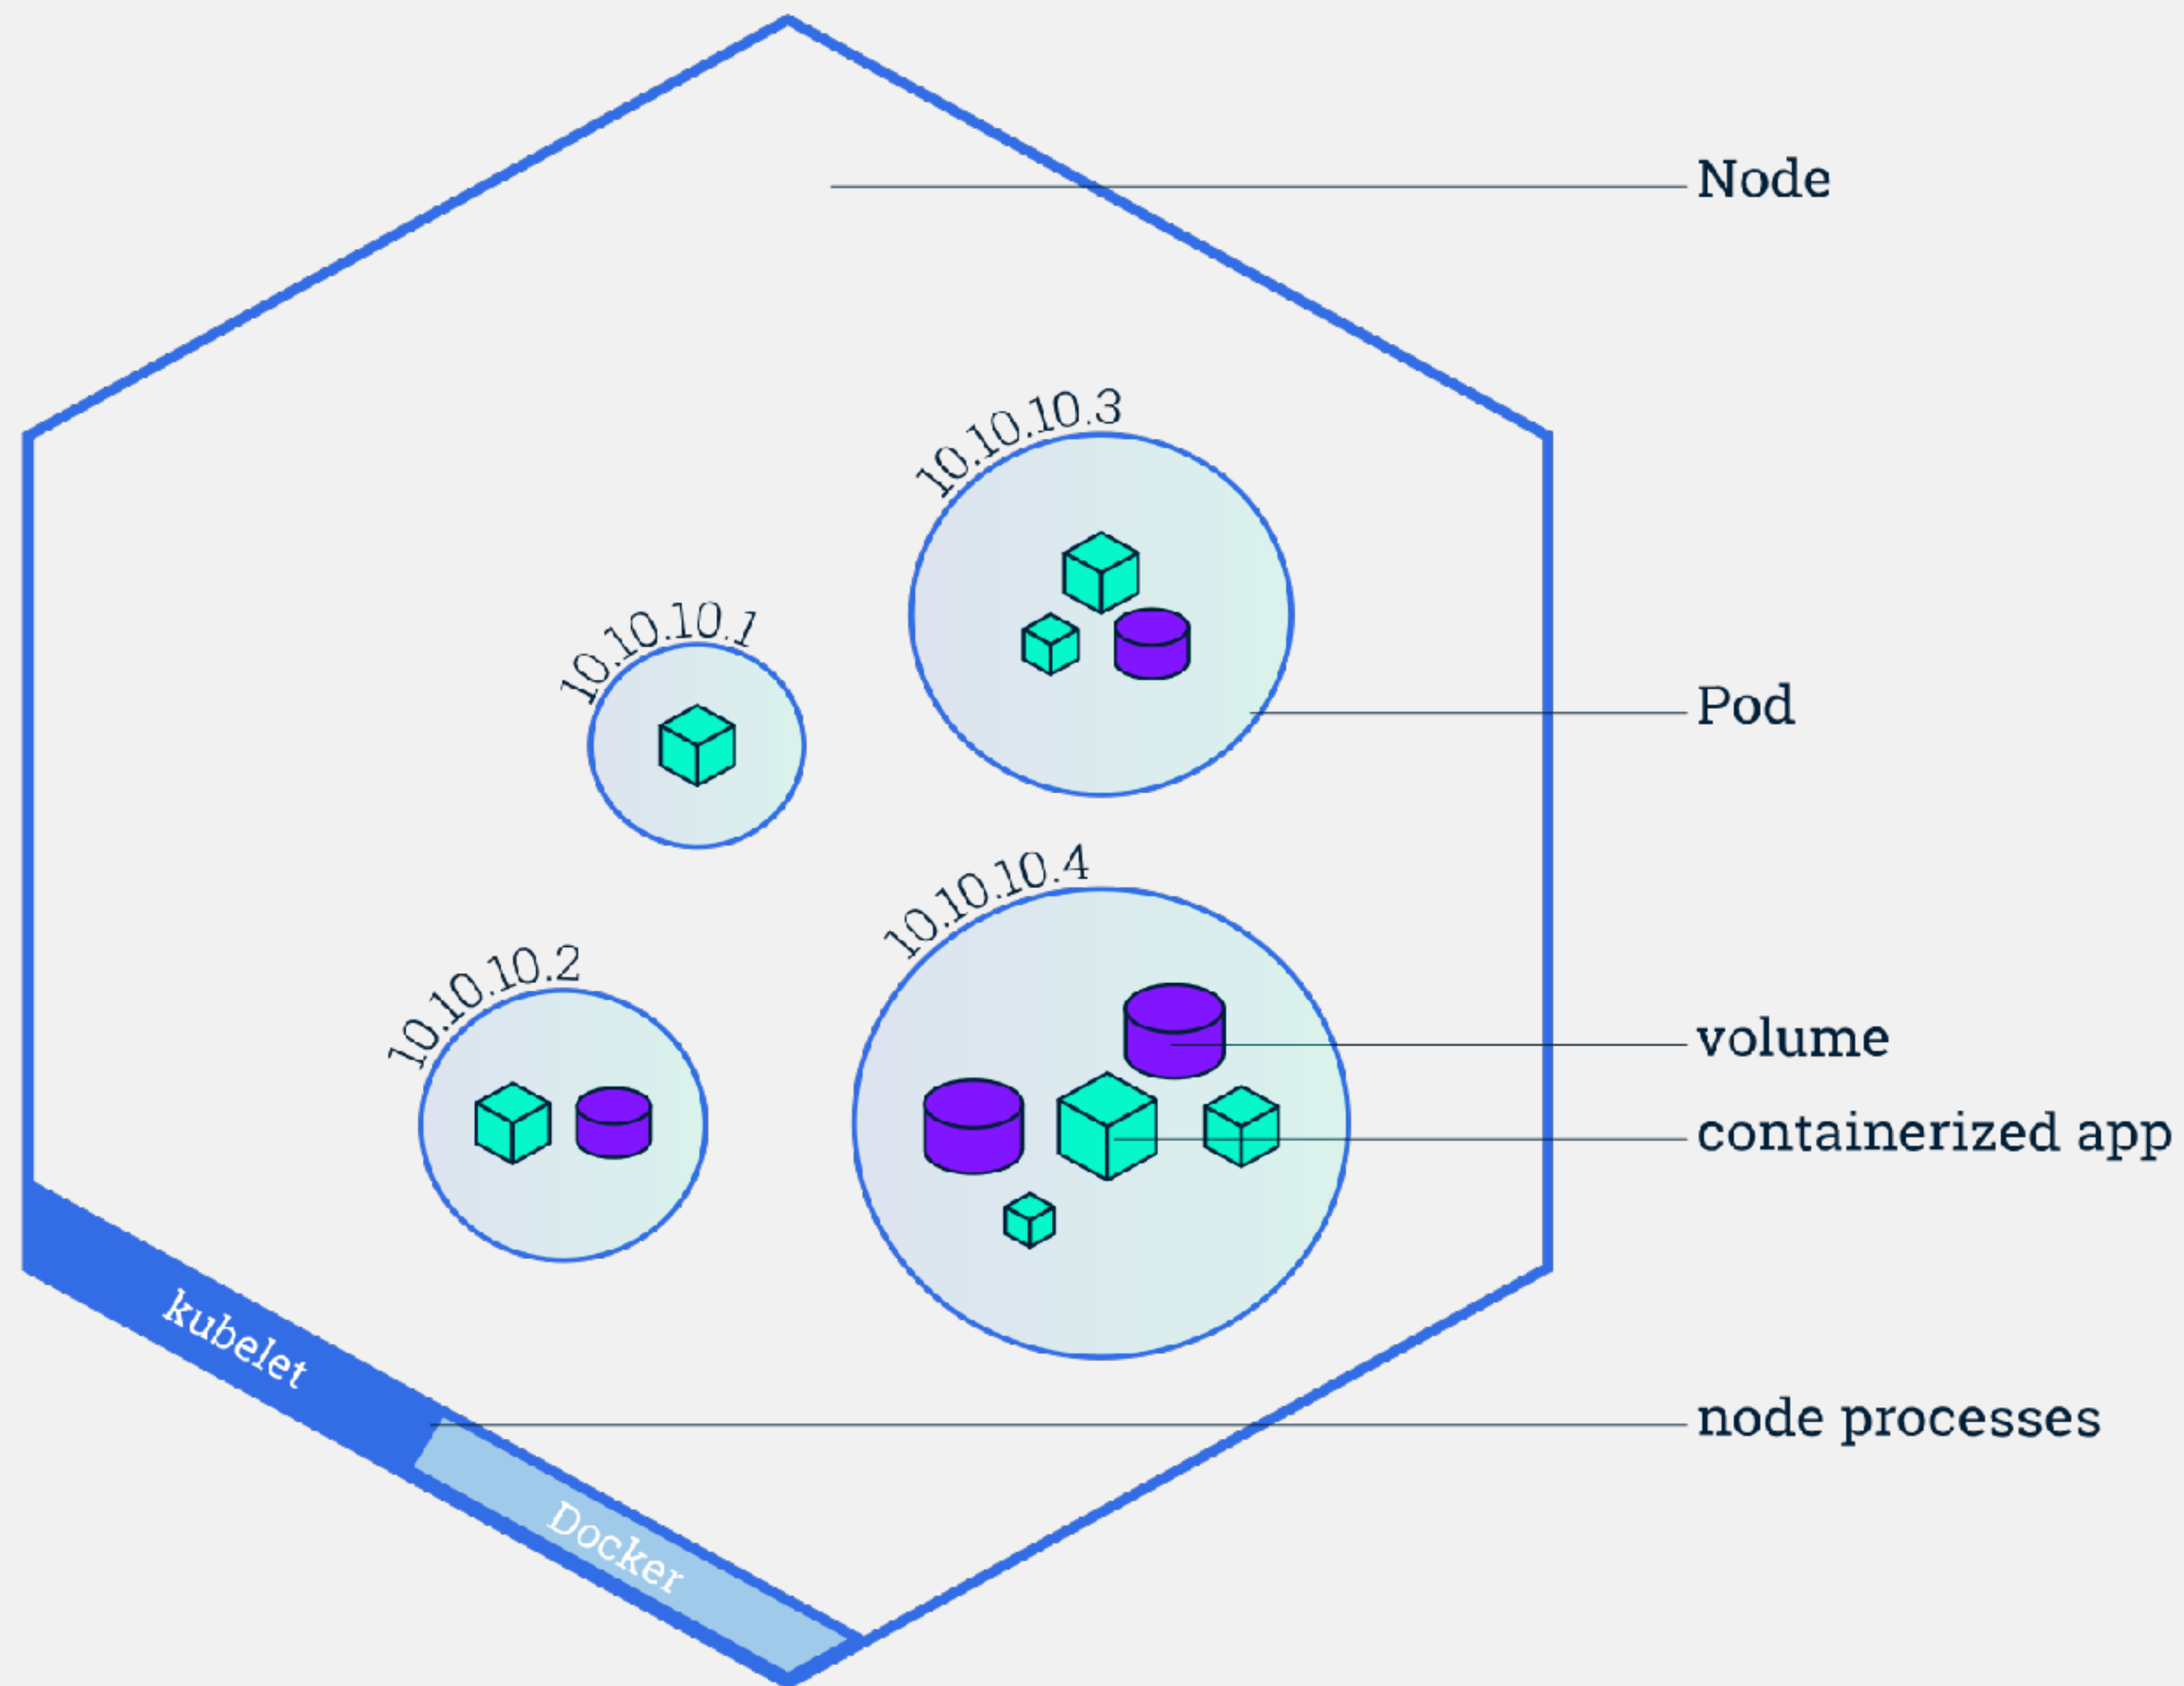 Node
10.10.10.3
10.10.10.1
Pod
10.10.10.4
10.10.10.2
volume
containerized app
kubelet
node processes
Docker